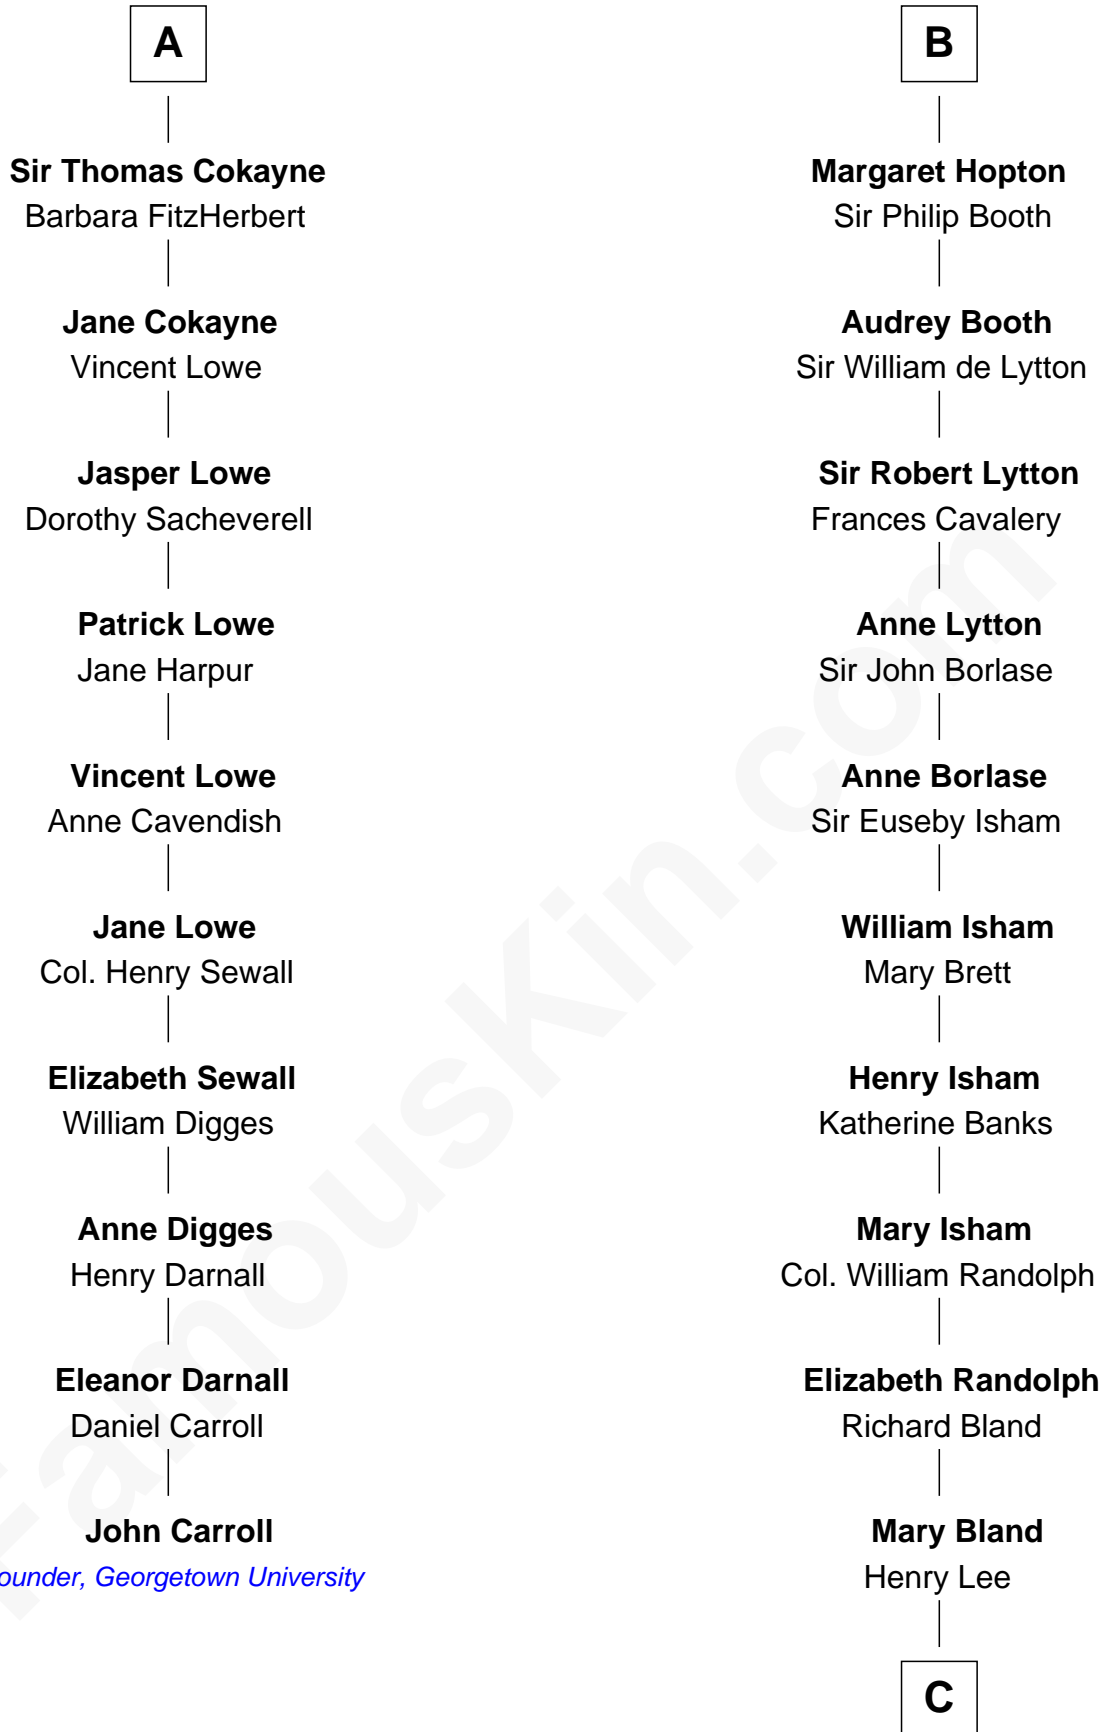 A
Sir Thomas Cokayne
Barbara FitzHerbert
Jane Cokayne
Vincent Lowe
Jasper Lowe
Dorothy Sacheverell
Patrick Lowe
Jane Harpur
Vincent Lowe
Anne Cavendish
Jane Lowe
Col. Henry Sewall
Elizabeth Sewall
William Digges
Anne Digges
Henry Darnall
Eleanor Darnall
Daniel Carroll
John Carroll
ounder, Georgetown University
B
Margaret Hopton
Sir Philip Booth
Audrey Booth
Sir William de Lytton
Sir Robert Lytton
Frances Cavalery
Anne Lytton
Sir John Borlase
Anne Borlase
Sir Euseby Isham
William Isham
Mary Brett
Henry Isham
Katherine Banks
Mary Isham
Col. William Randolph
Elizabeth Randolph
Richard Bland
Mary Bland
Henry Lee
C
FamousKin.com